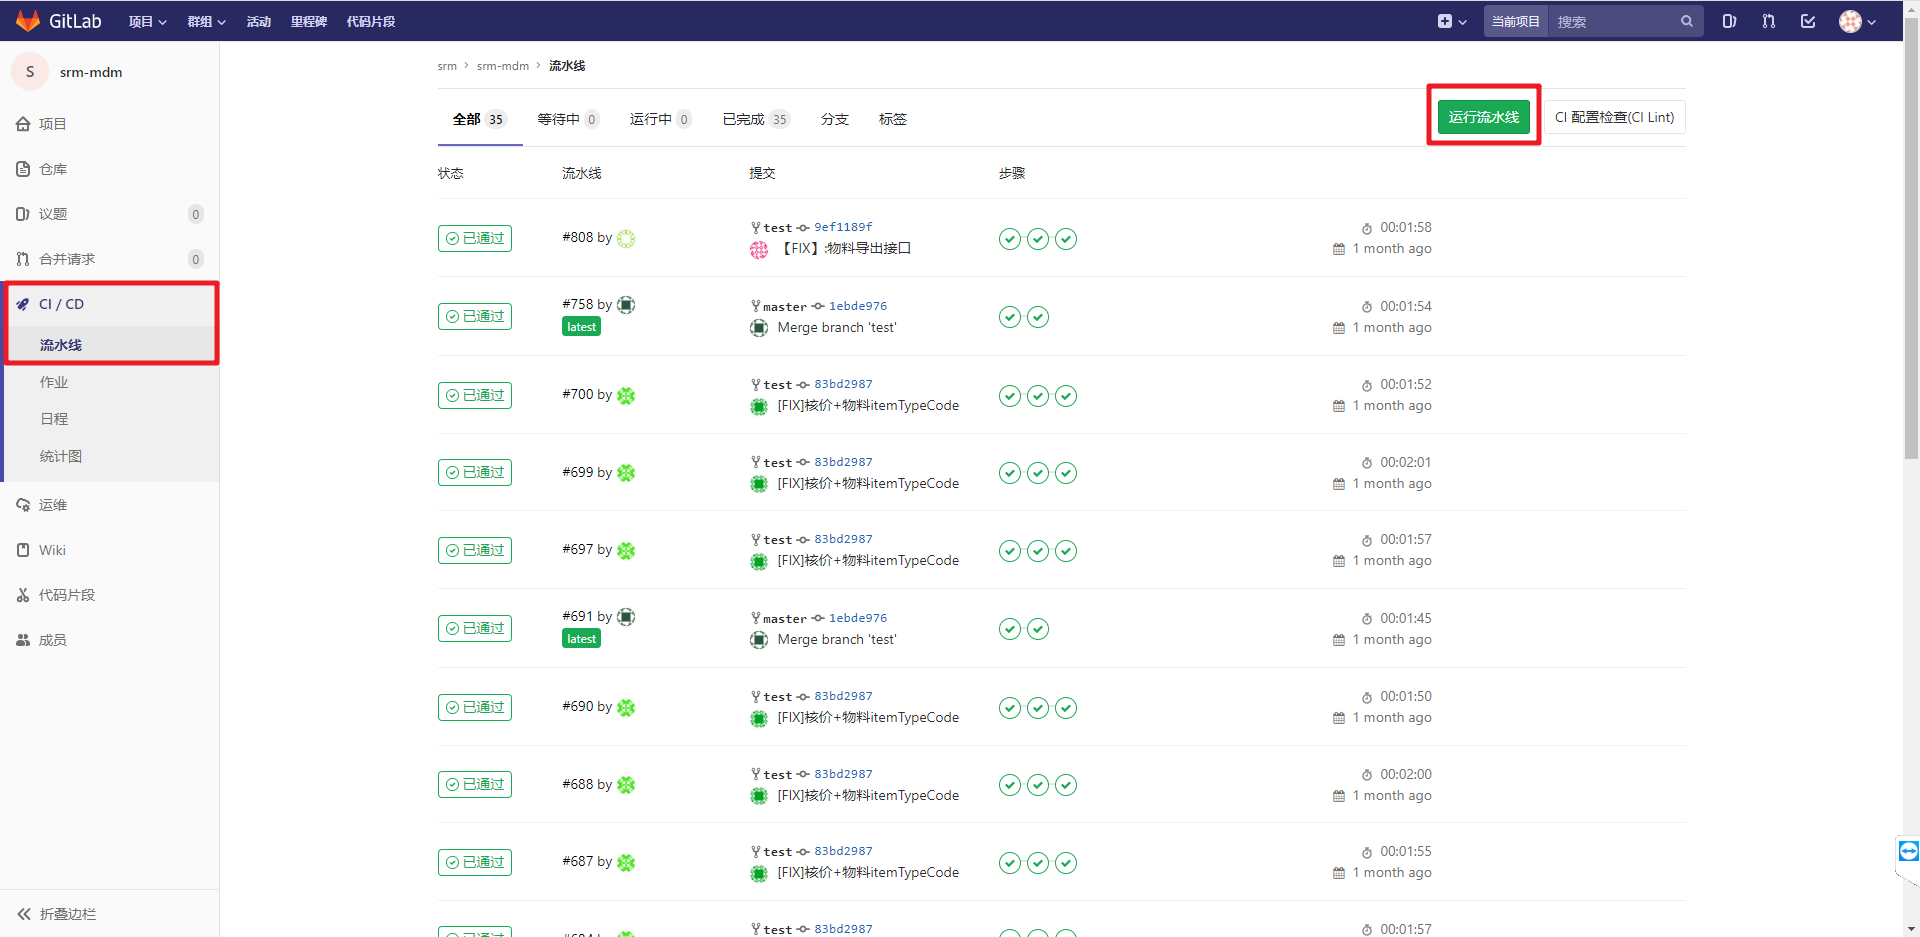 GitLab 项目 群组 活动 里程碑 代码片段 当前项目 搜索
S srm-mdm
项目
仓库
议题 0
合并请求 0
CI / CD
流水线
作业
日程
统计图
运维
Wiki
代码片段
成员
折叠边栏
srm > srm-mdm > 流水线
全部 35 等待中 0 运行中 0 已完成 35 分支 标签 运行流水线 CI 配置检查(CI Lint)
状态 流水线 提交 步骤
已通过 #808 by test 9ef1189f 00:01:58
【FIX】:物料导出接口 1 month ago
已通过 #758 by master 1ebde976 00:01:54
latest Merge branch 'test' 1 month ago
已通过 #700 by test 83bd2987 00:01:52
[FIX]核价+物料itemTypeCode 1 month ago
已通过 #699 by test 83bd2987 00:02:01
[FIX]核价+物料itemTypeCode 1 month ago
已通过 #697 by test 83bd2987 00:01:57
[FIX]核价+物料itemTypeCode 1 month ago
已通过 #691 by master 1ebde976 00:01:45
latest Merge branch 'test' 1 month ago
已通过 #690 by test 83bd2987 00:01:50
[FIX]核价+物料itemTypeCode 1 month ago
已通过 #688 by test 83bd2987 00:02:00
[FIX]核价+物料itemTypeCode 1 month ago
已通过 #687 by test 83bd2987 00:01:55
[FIX]核价+物料itemTypeCode 1 month ago
test 83bd2987 00:01:57